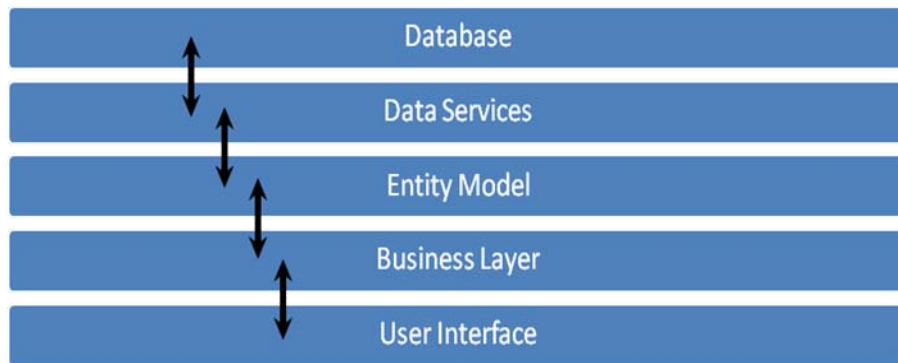 Database
Data Services
Entity Model
Business Layer
User Interface